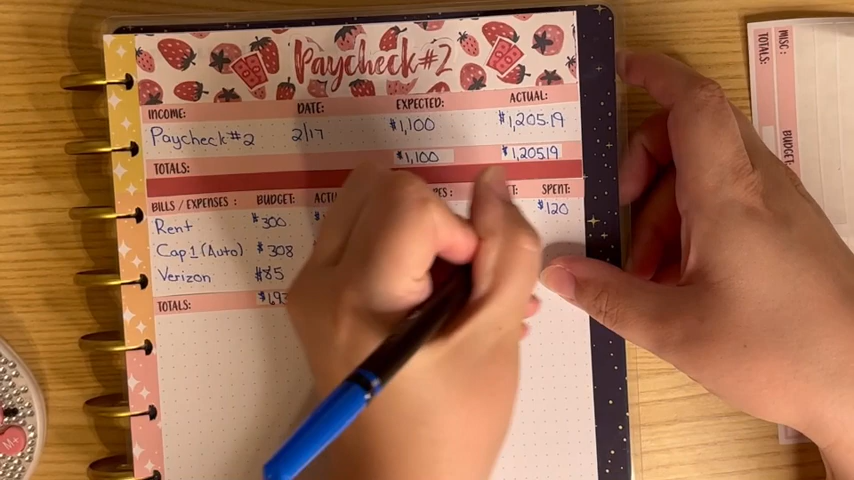 Paycheck #2
INCOME: DATE: EXPECTED: ACTUAL:
Paycheck #2 2/17 $1,100 $1,205.19
TOTALS: $1,100 $1,205.19
BILLS / EXPENSES: BUDGET: SPENT:
Rent $300 $120
Cap 1 (Auto) $308
Verizon $85
TOTALS: $693
MISC:
TOTALS:
BUDGET:
M+